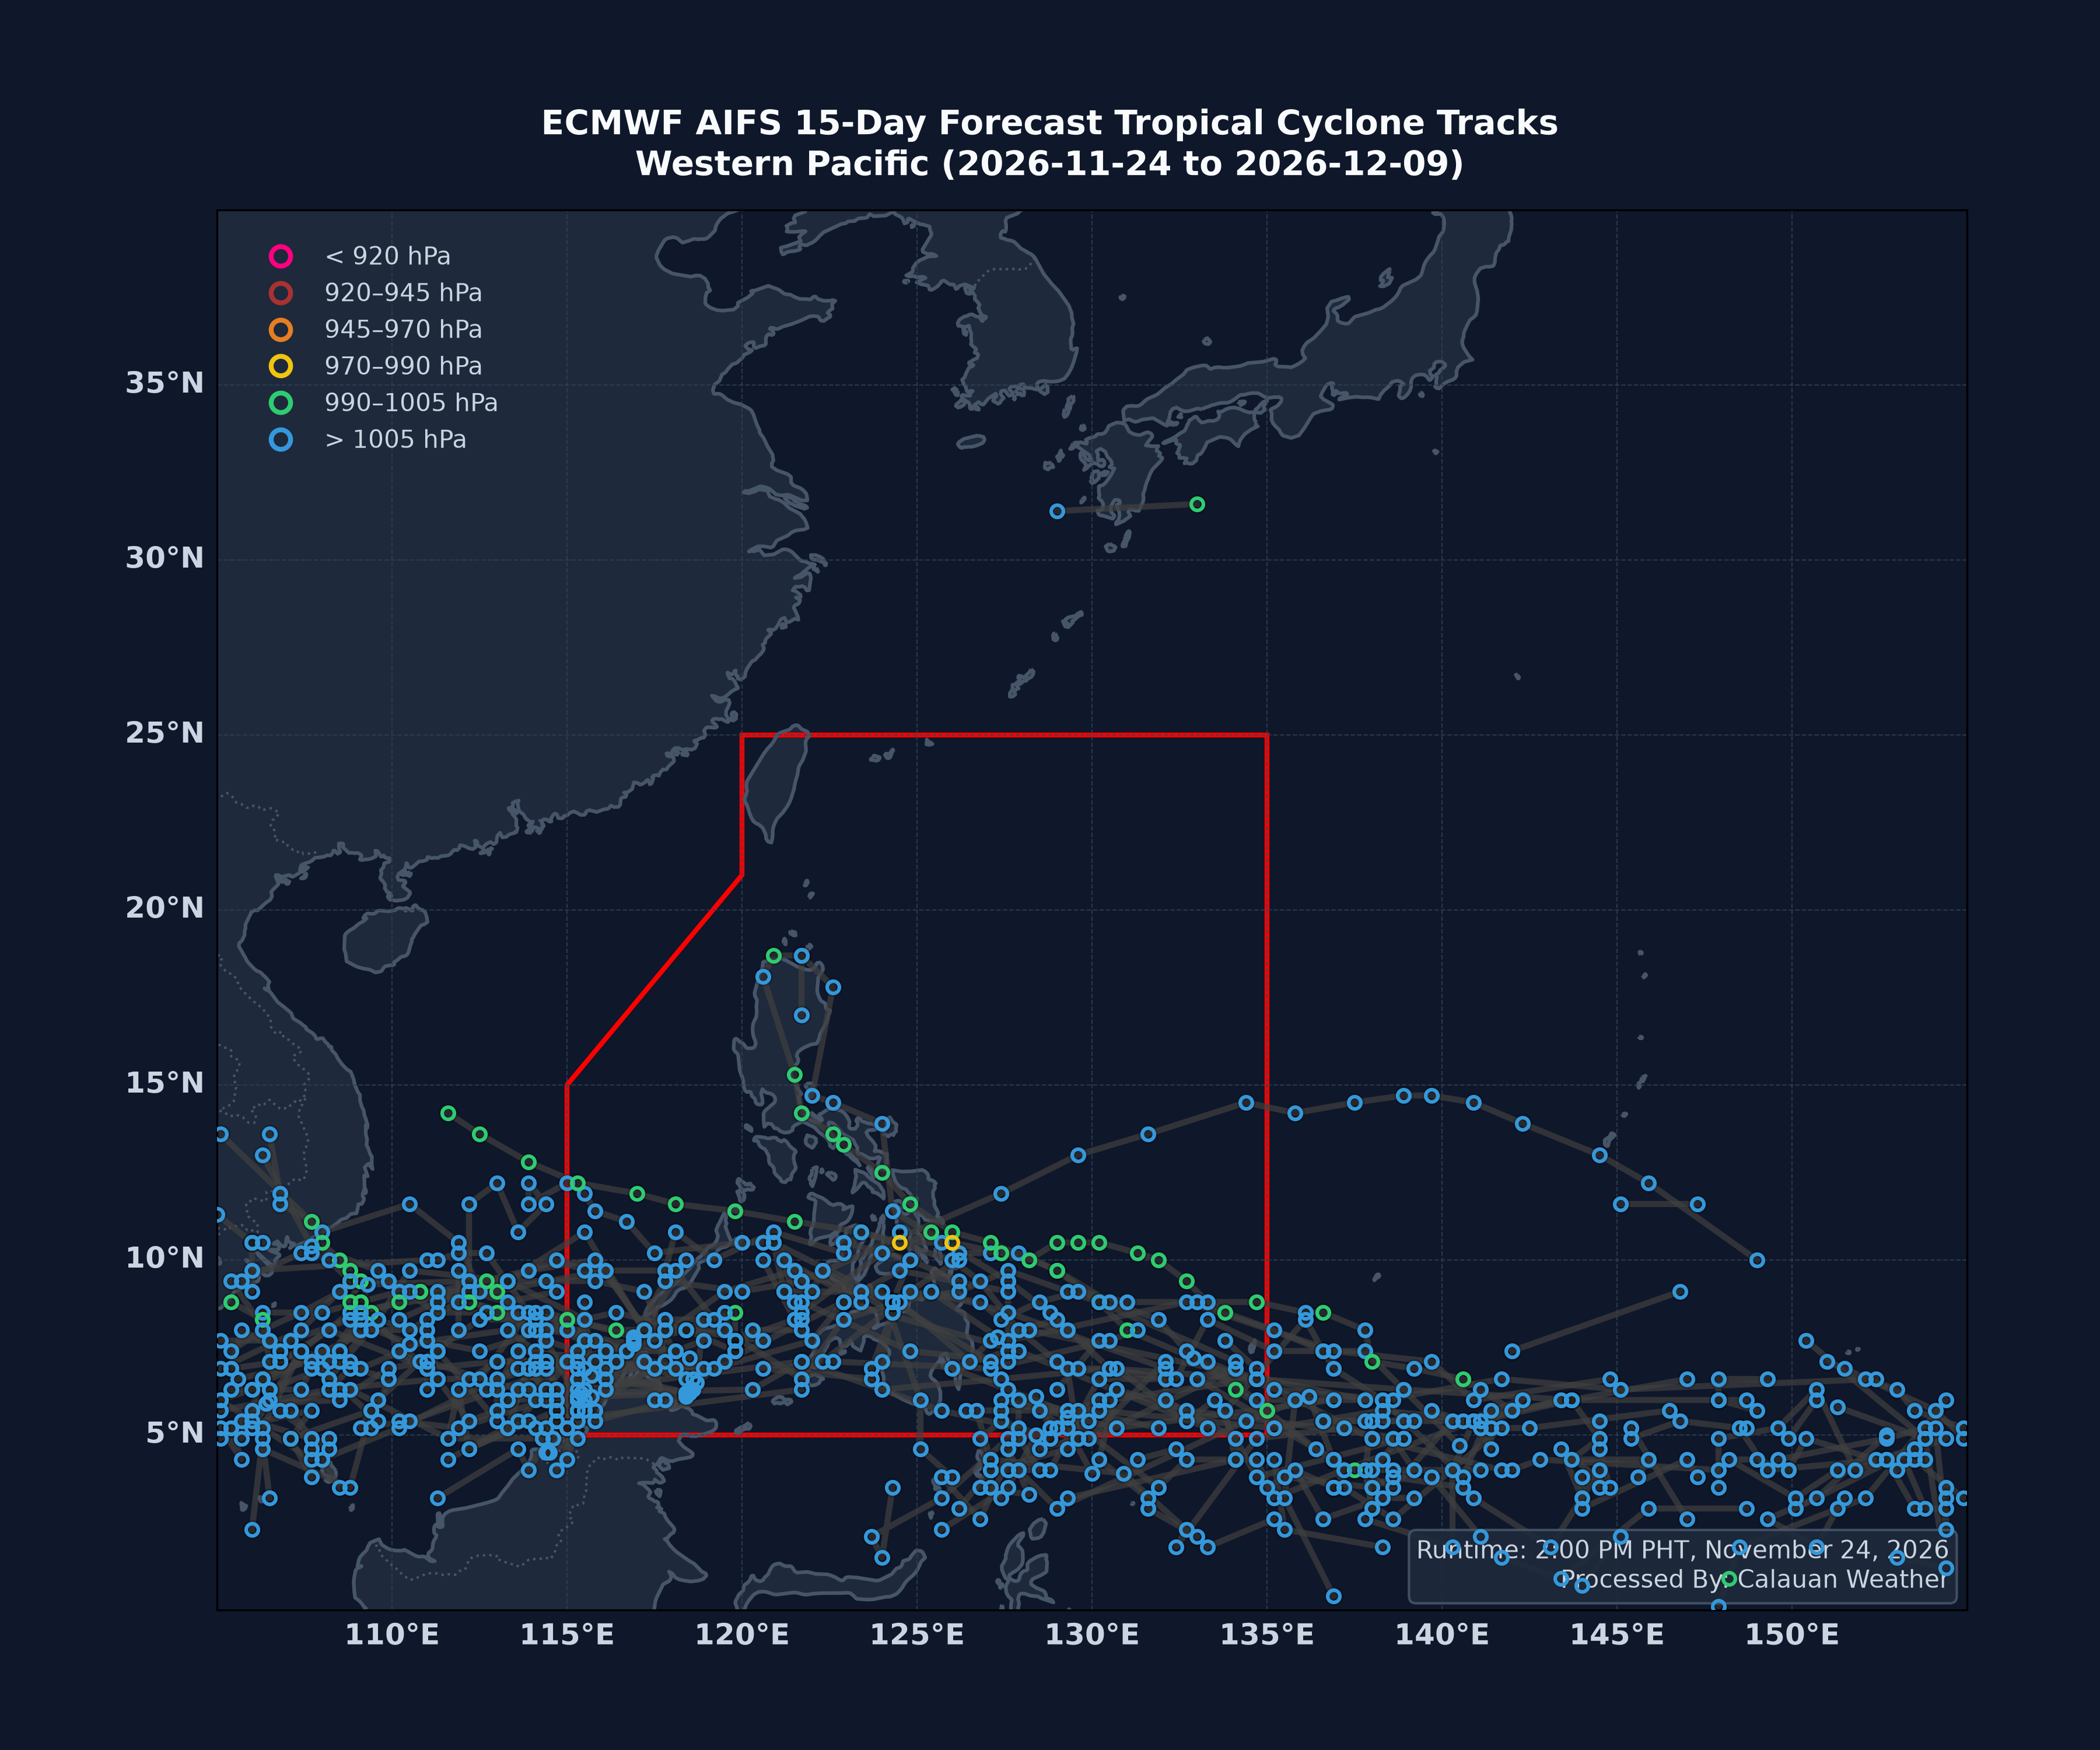 ECMWF AIFS 15-Day Forecast Tropical Cyclone Tracks
Western Pacific (2026-11-24 to 2026-12-09)
< 920 hPa
920–945 hPa
945–970 hPa
970–990 hPa
990–1005 hPa
> 1005 hPa
35°N
30°N
25°N
20°N
15°N
10°N
5°N
Runtime: 2:00 PM PHT, November 24, 2026
Processed By: Calauan Weather
110°E 115°E 120°E 125°E 130°E 135°E 140°E 145°E 150°E